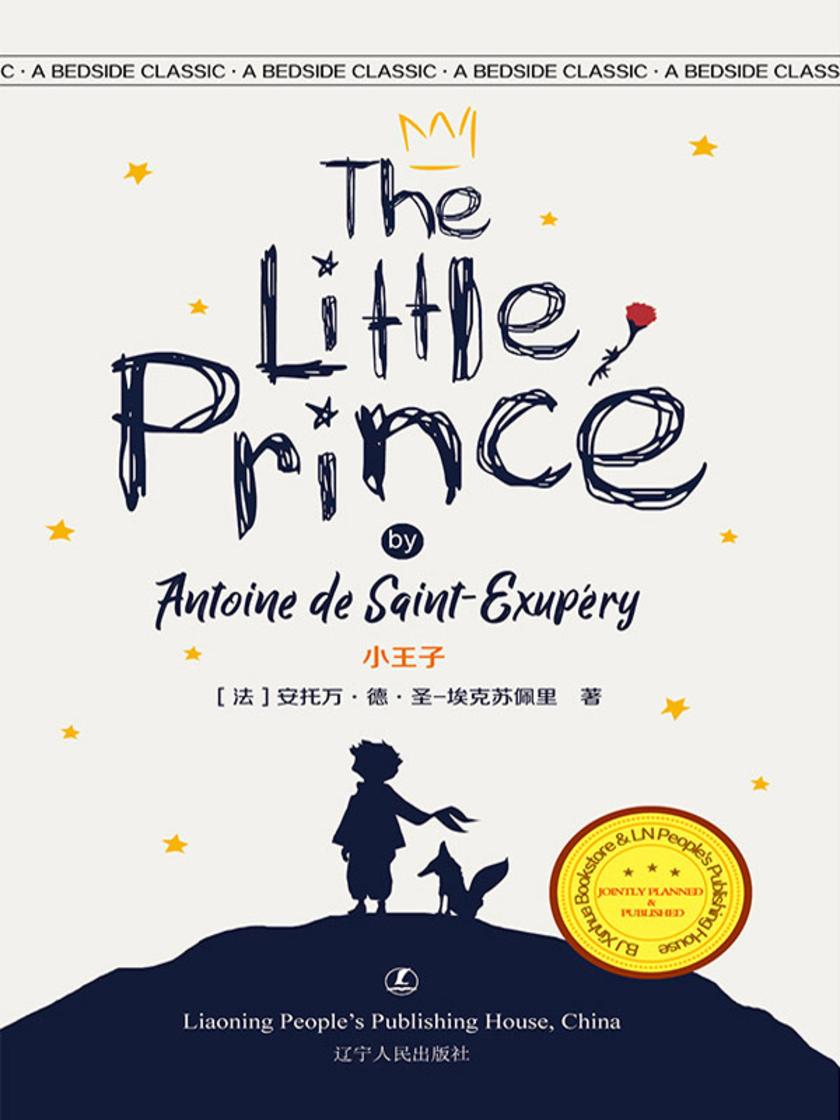 C · A BEDSIDE CLASSIC · A BEDSIDE CLASSIC · A BEDSIDE CLASSIC · A BEDSIDE CLASS
The
Little
Prince
by
Antoine de Saint-Exupéry
小王子
[ 法 ] 安托万 · 德 · 圣-埃克苏佩里 著
BJ Xinhua Bookstore & LN People's Publishing House
JOINTLY PLANNED
&
PUBLISHED
L
Liaoning People's Publishing House, China
辽宁人民出版社